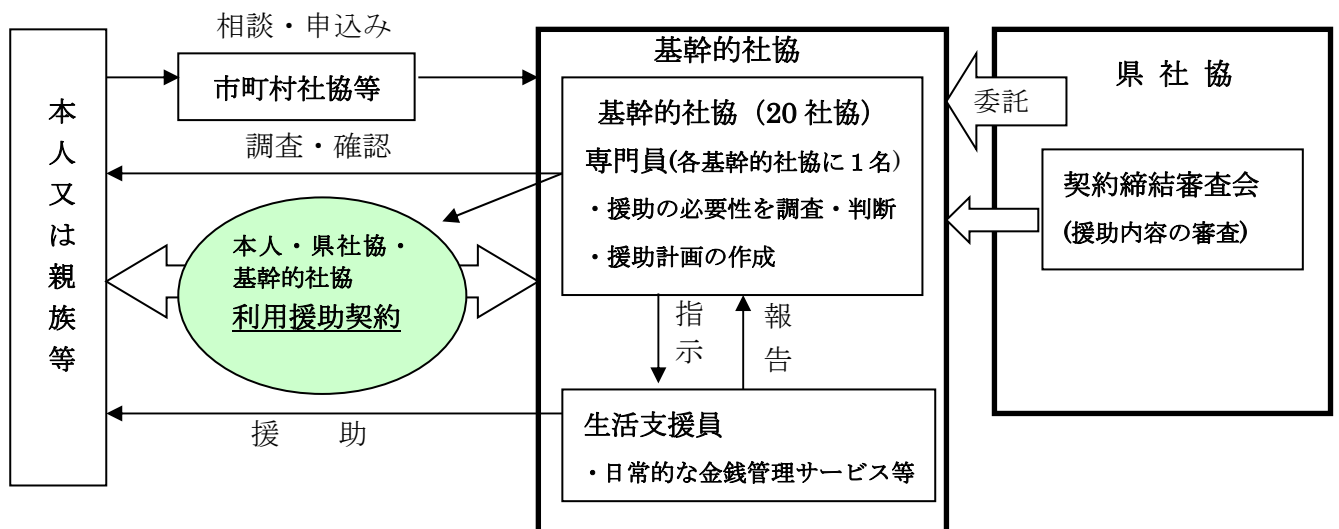 相談・申込み
市町村社協等
調査・確認
本人又は親族等
本人・県社協・
基幹的社協
利用援助契約
援　助
基幹的社協
基幹的社協（20 社協）
専門員(各基幹的社協に１名)
・援助の必要性を調査・判断
・援助計画の作成
指示
報告
生活支援員
・日常的な金銭管理サービス等
県 社 協
委託
契約締結審査会
(援助内容の審査)